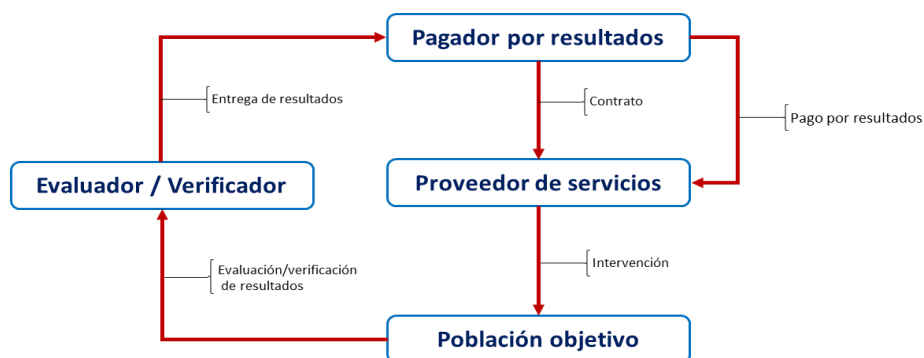 Pagador por resultados
Entrega de resultados
Contrato
Pago por resultados
Evaluador / Verificador
Proveedor de servicios
Evaluación/verificación
de resultados
Intervención
Población objetivo